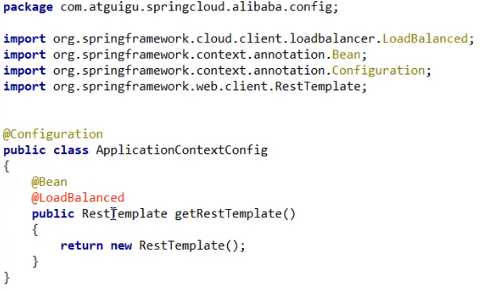 package com.atguigu.springcloud.alibaba.config;
import org.springframework.cloud.client.loadbalancer.LoadBalanced;
import org.springframework.context.annotation.Bean;
import org.springframework.context.annotation.Configuration;
import org.springframework.web.client.RestTemplate;
@Configuration
public class ApplicationContextConfig
{
    @Bean
    @LoadBalanced
    public RestTemplate getRestTemplate()
    {
        return new RestTemplate();
    }
}